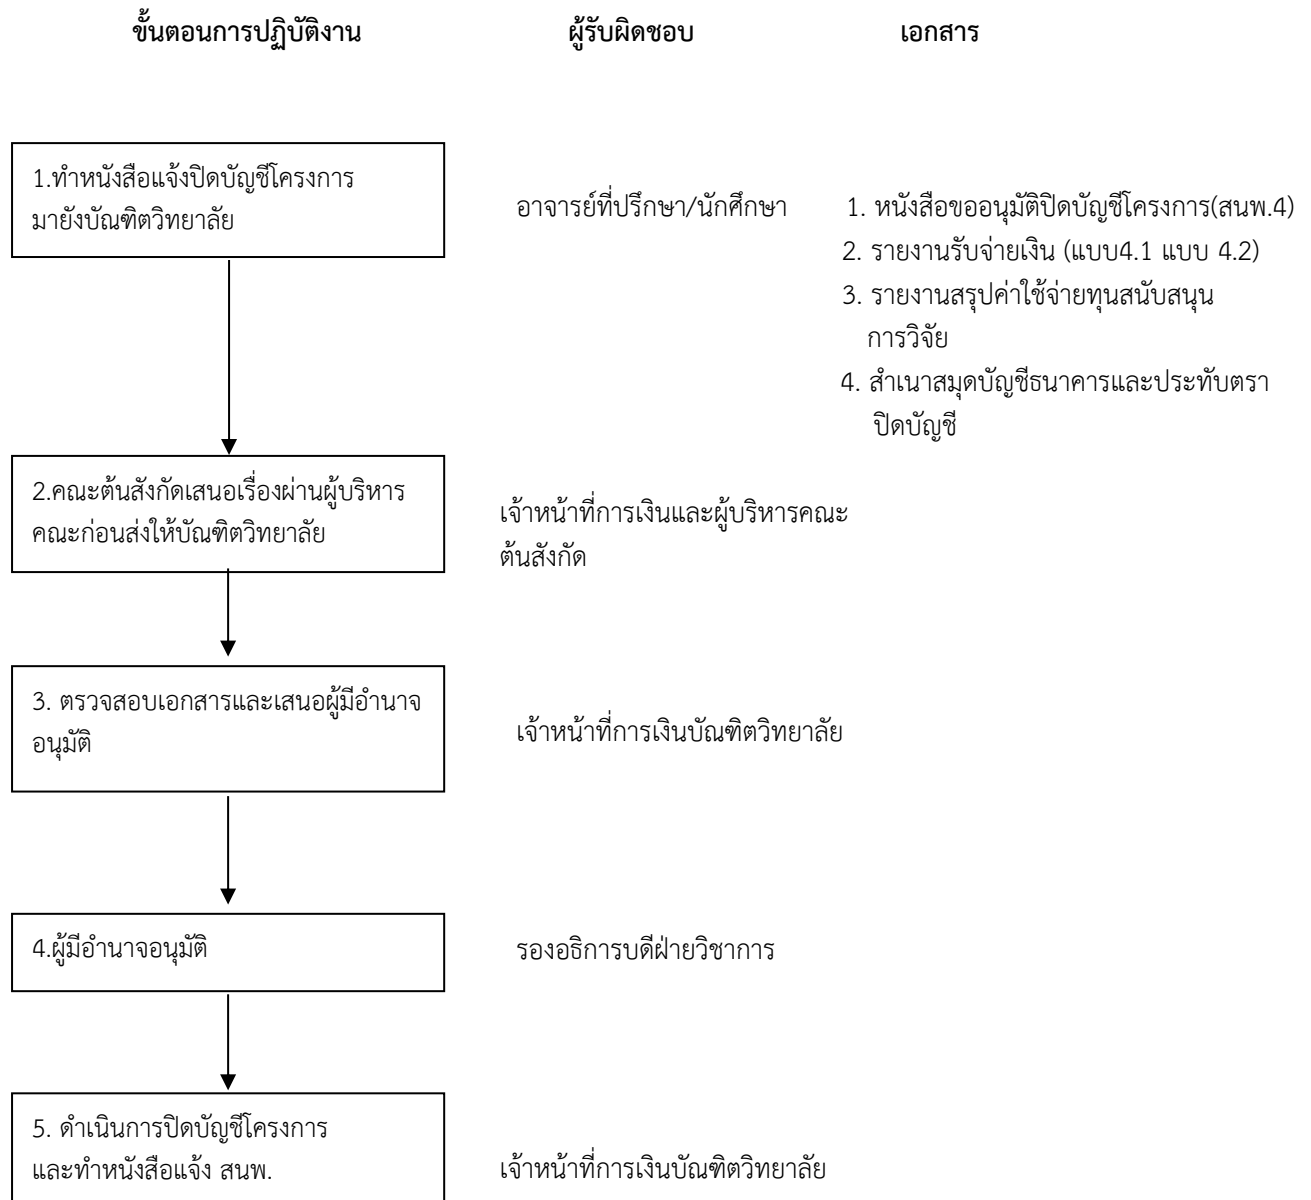 ขั้นตอนการปฏิบัติงาน ผู้รับผิดชอบ เอกสาร
1.ทำหนังสือแจ้งปิดบัญชีโครงการ
มายังบัณฑิตวิทยาลัย
อาจารย์ที่ปรึกษา/นักศึกษา
1. หนังสือขออนุมัติปิดบัญชีโครงการ(สนพ.4)
2. รายงานรับจ่ายเงิน (แบบ4.1 แบบ 4.2)
3. รายงานสรุปค่าใช้จ่ายทุนสนับสนุน
การวิจัย
4. สำเนาสมุดบัญชีธนาคารและประทับตรา
ปิดบัญชี
2.คณะต้นสังกัดเสนอเรื่องผ่านผู้บริหาร
คณะก่อนส่งให้บัณฑิตวิทยาลัย
เจ้าหน้าที่การเงินและผู้บริหารคณะ
ต้นสังกัด
3. ตรวจสอบเอกสารและเสนอผู้มีอำนาจ
อนุมัติ
เจ้าหน้าที่การเงินบัณฑิตวิทยาลัย
4.ผู้มีอำนาจอนุมัติ
รองอธิการบดีฝ่ายวิชาการ
5. ดำเนินการปิดบัญชีโครงการ
และทำหนังสือแจ้ง สนพ.
เจ้าหน้าที่การเงินบัณฑิตวิทยาลัย